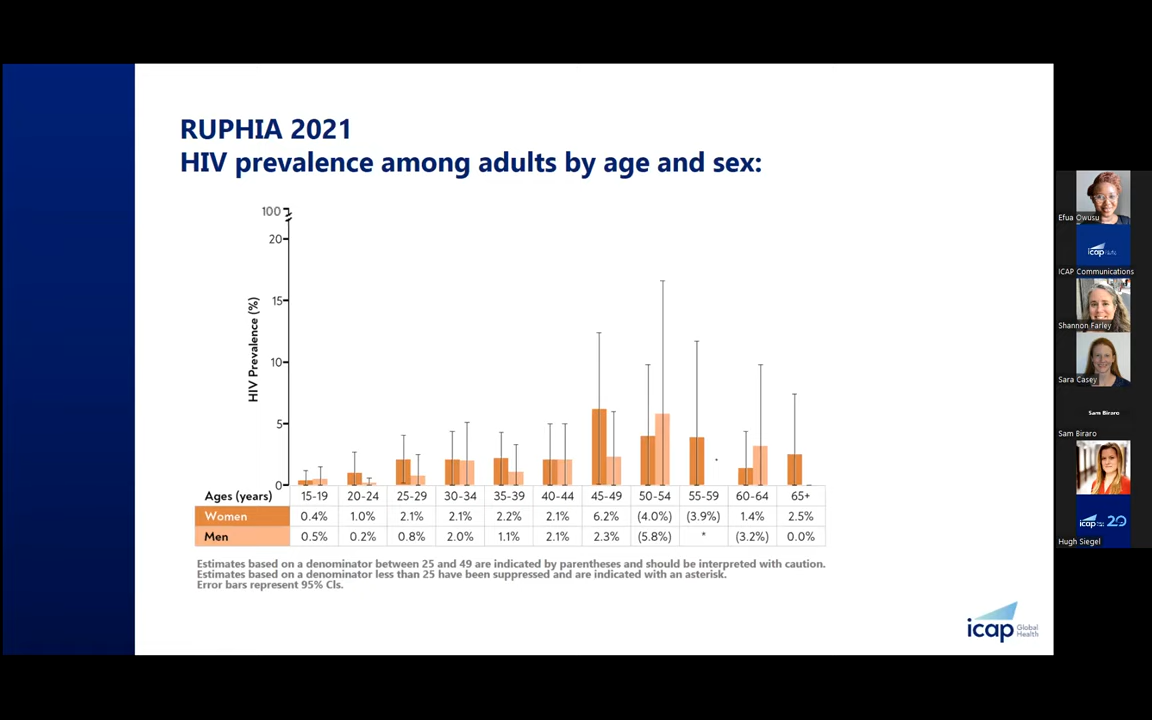 RUPHIA 2021
HIV prevalence among adults by age and sex:
100
20
15
10
5
0
HIV Prevalence (%)
Ages (years) 15-19 20-24 25-29 30-34 35-39 40-44 45-49 50-54 55-59 60-64 65+
Women 0.4% 1.0% 2.1% 2.1% 2.2% 2.1% 6.2% (4.0%) (3.9%) 1.4% 2.5%
Men 0.5% 0.2% 0.8% 2.0% 1.1% 2.1% 2.3% (5.8%) * (3.2%) 0.0%
Estimates based on a denominator between 25 and 49 are indicated by parentheses and should be interpreted with caution.
Estimates based on a denominator less than 25 have been suppressed and are indicated with an asterisk.
Error bars represent 95% CIs.
icap Global Health
Efua Owusu
icap
ICAP Communications
Shannon Farley
Sara Casey
Sam Biraro
Sam Biraro
icap 20
Hugh Siegel